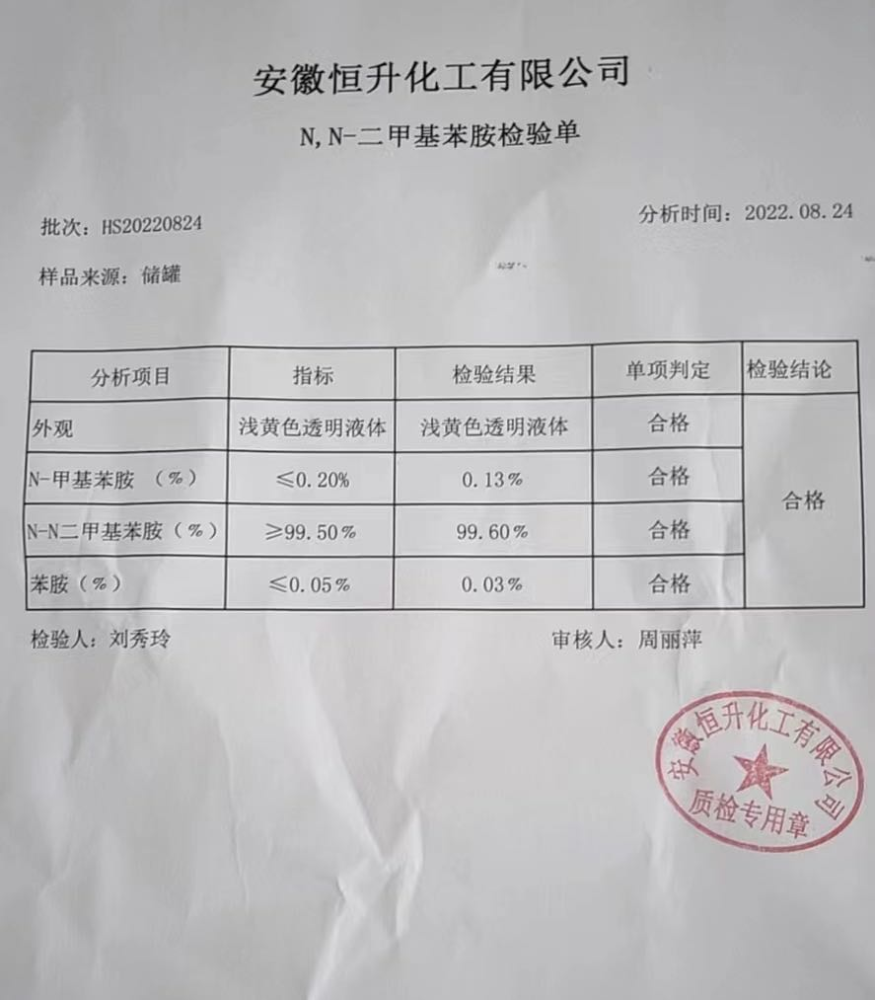 安徽恒升化工有限公司
N,N-二甲基苯胺检验单
批次：HS20220824 分析时间：2022.08.24
样品来源：储罐
分析项目 指标 检验结果 单项判定 检验结论
外观 浅黄色透明液体 浅黄色透明液体 合格
N-甲基苯胺 （%） ≤0.20% 0.13% 合格
合格
N-N二甲基苯胺（%） ≥99.50% 99.60% 合格
苯胺（%） ≤0.05% 0.03% 合格
检验人：刘秀玲 审核人：周丽萍
安徽恒升化工有限公司
质检专用章